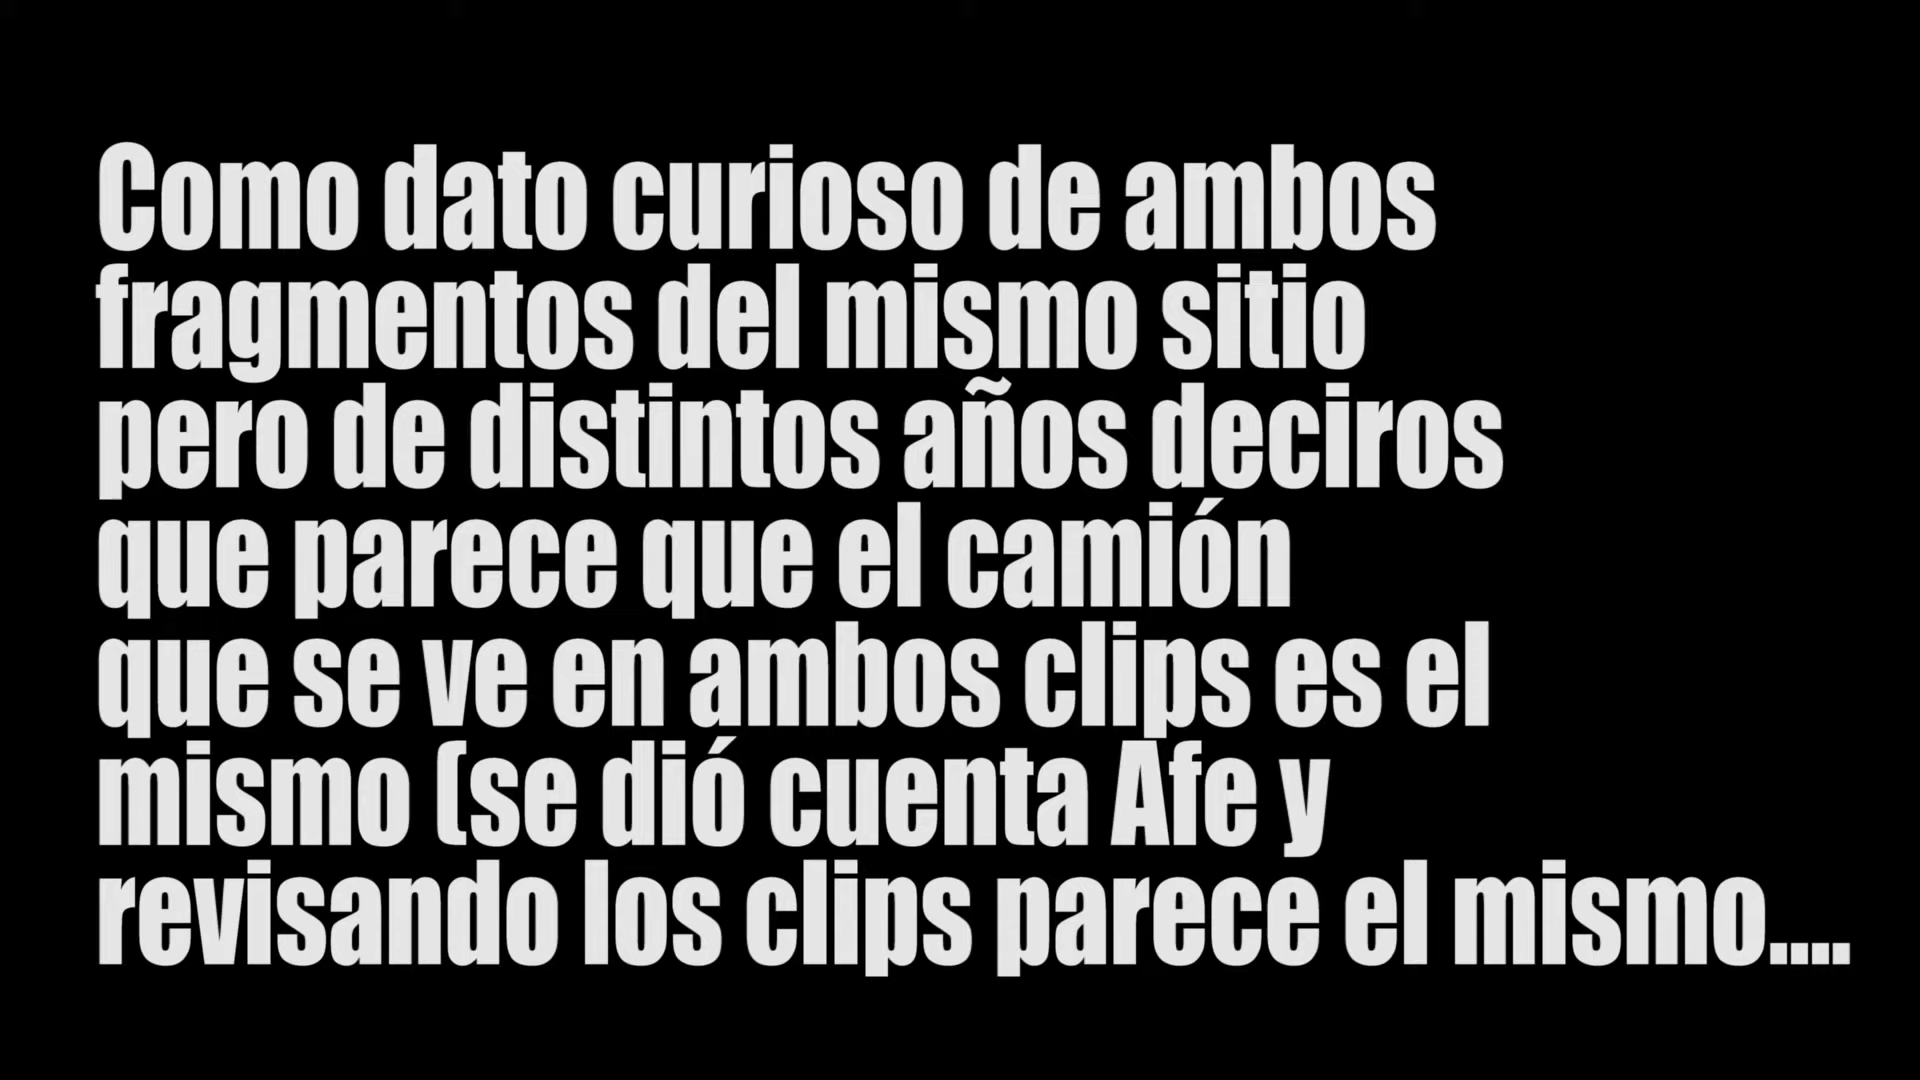 Como dato curioso de ambos
fragmentos del mismo sitio
pero de distintos años deciros
que parece que el camión
que se ve en ambos clips es el
mismo (se dió cuenta Afe y
revisando los clips parece el mismo....